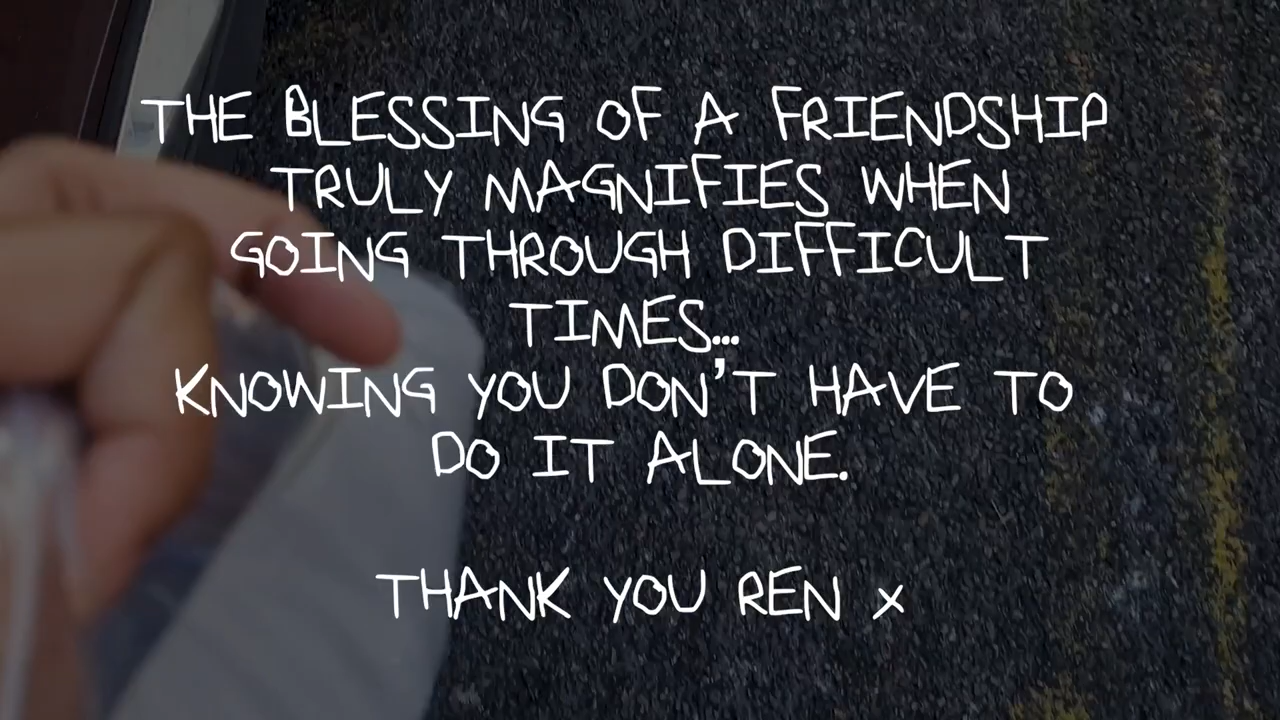 THE BLESSING OF A FRIENDSHIP
TRULY MAGNIFIES WHEN
GOING THROUGH DIFFICULT
TIMES...
KNOWING YOU DON'T HAVE TO
DO IT ALONE.
THANK YOU REN x